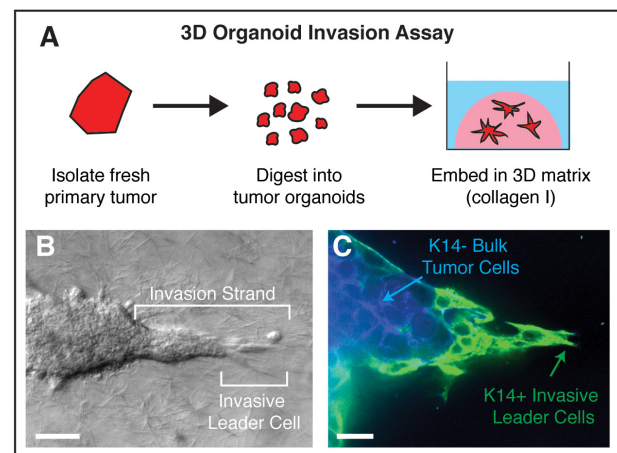 A
3D Organoid Invasion Assay
Isolate fresh
primary tumor
Digest into
tumor organoids
Embed in 3D matrix
(collagen I)
B
Invasion Strand
Invasive
Leader Cell
C
K14- Bulk
Tumor Cells
K14+ Invasive
Leader Cells